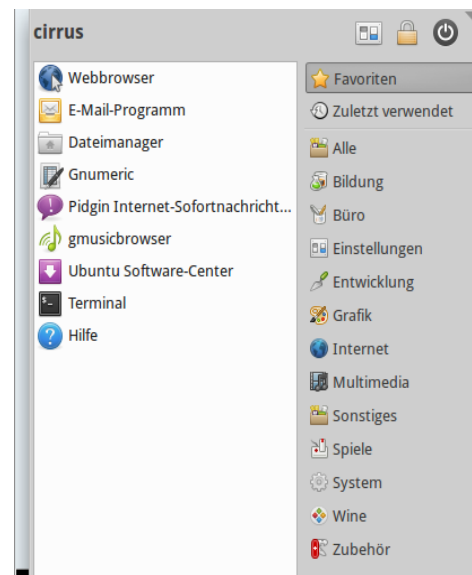 cirrus
Webbrowser
E-Mail-Programm
Dateimanager
Gnumeric
Pidgin Internet-Sofortnachricht...
gmusicbrowser
Ubuntu Software-Center
Terminal
Hilfe
Favoriten
Zuletzt verwendet
Alle
Bildung
Büro
Einstellungen
Entwicklung
Grafik
Internet
Multimedia
Sonstiges
Spiele
System
Wine
Zubehör